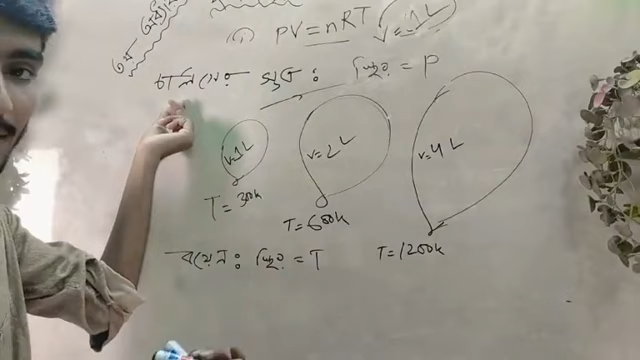 PV=nRT
V=1L
চার্লসের সূত্র : স্থির = P
V=1L
V=2L
V=4L
T=300k
T=600k
T=1200k
বয়েল : স্থির = T